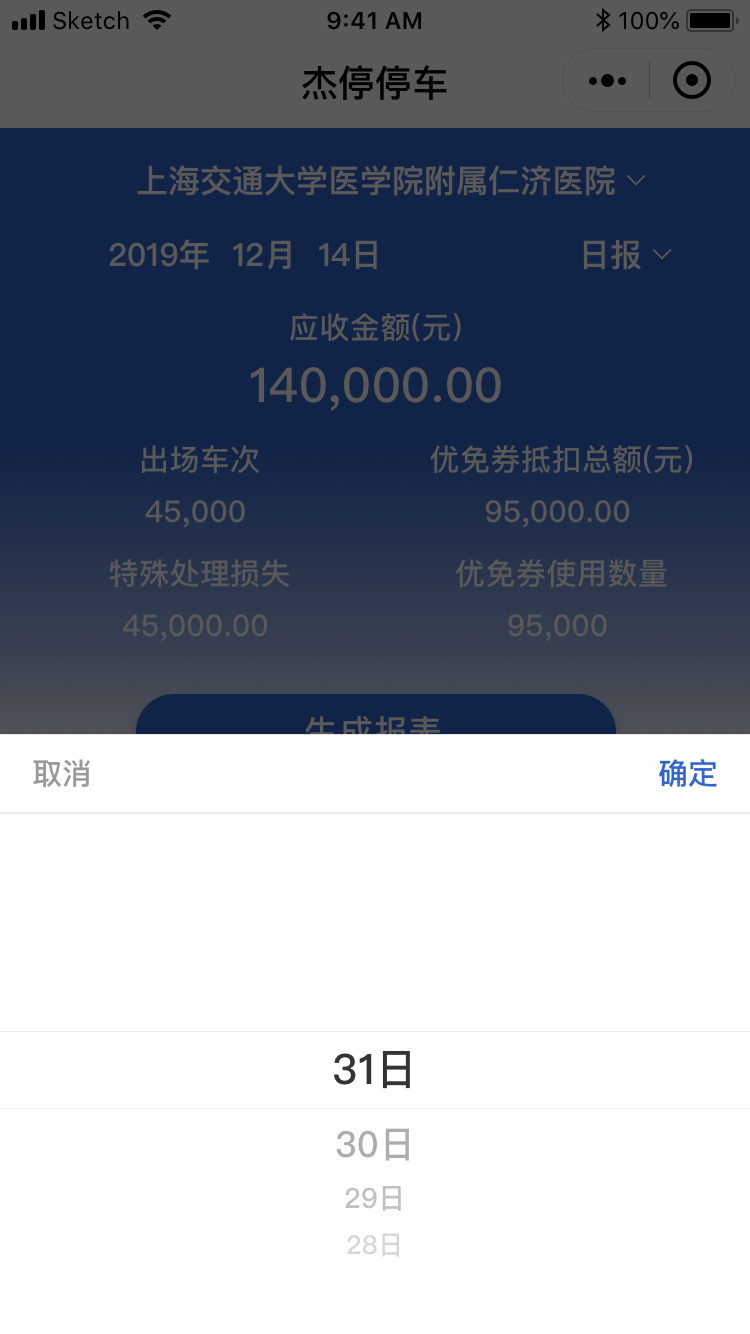 Sketch 9:41 AM 100%
杰停停车
上海交通大学医学院附属仁济医院
2019年 12月 14日 日报
应收金额(元)
140,000.00
出场车次 优免券抵扣总额(元)
45,000 95,000.00
特殊处理损失 优免券使用数量
45,000.00 95,000
生成报表
取消 确定
31日
30日
29日
28日